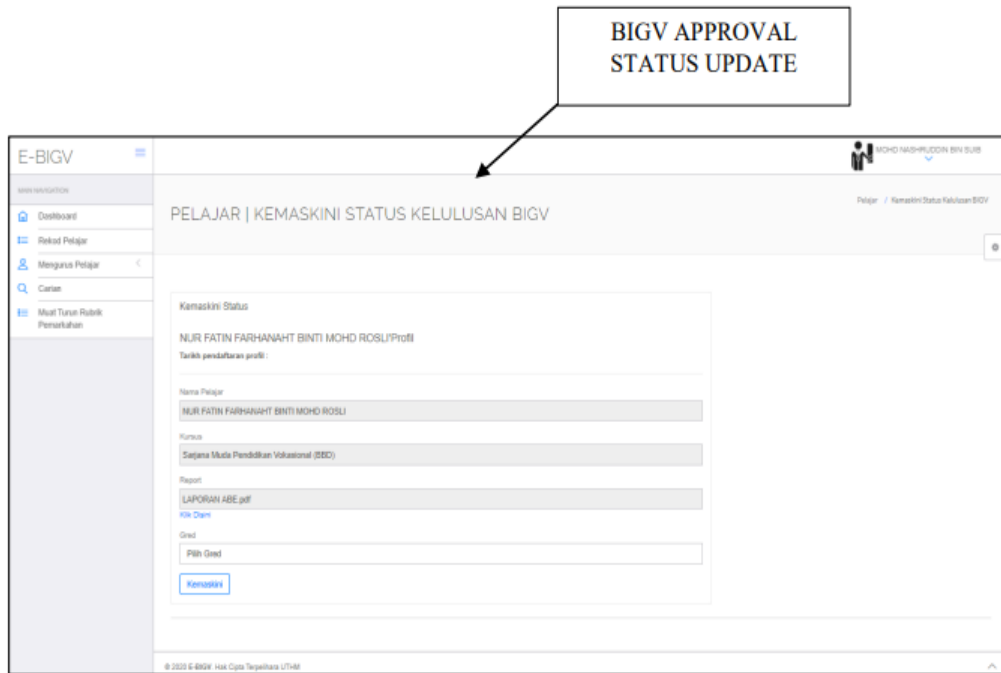 BIGV APPROVAL
STATUS UPDATE
E-BIGV
MOHD NASHRUDDIN BIN SUIB
MAIN NAVIGATION
Dashboard
Rekod Pelajar
Mengurus Pelajar
Carian
Muat Turun Rubrik
Pemarkahan
PELAJAR | KEMASKINI STATUS KELULUSAN BIGV
Pelajar / Kemaskini Status Kelulusan BIGV
Kemaskini Status
NUR FATIN FARHANAHT BINTI MOHD ROSLI'Profil
Tarikh pendaftaran profil :
Nama Pelajar
NUR FATIN FARHANAHT BINTI MOHD ROSLI
Kursus
Sarjana Muda Pendidikan Vokasional (BBD)
Report
LAPORAN ABE.pdf
Klik Disini
Gred
Pilih Gred
Kemaskini
© 2020 E-BIGV. Hak Cipta Terpelihara UTHM